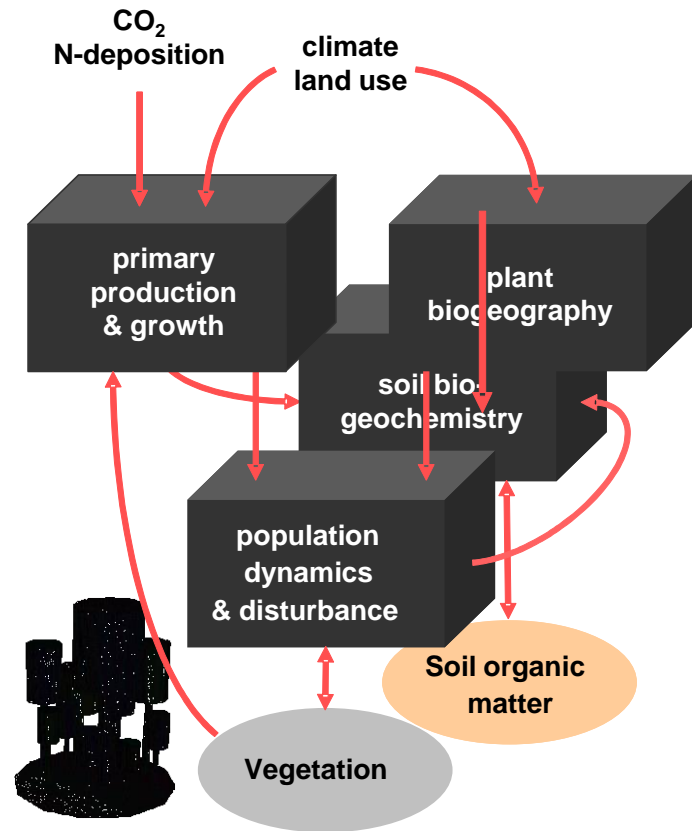 CO₂
N-deposition
climate
land use
primary
production
& growth
plant
biogeography
soil bio-
geochemistry
population
dynamics
& disturbance
Soil organic
matter
Vegetation